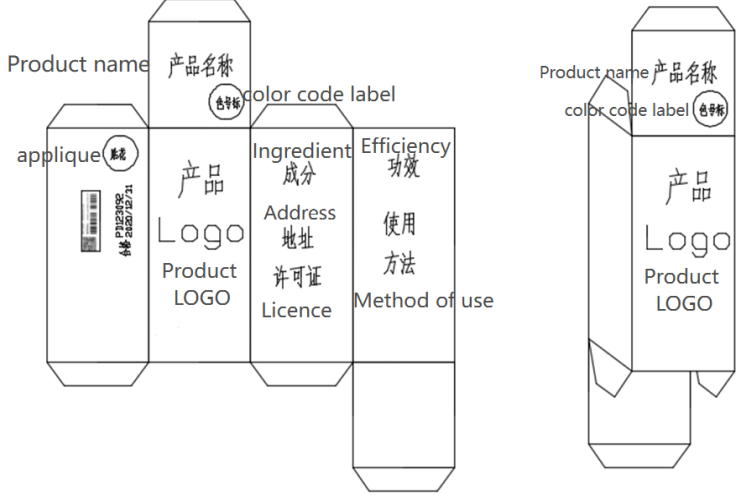 Product name
产品名称
色号标
color code label
applique
贴花
PD123092
合格 2020/12/31
产品
Logo
Product
LOGO
Ingredient
成分
Address
地址
许可证
Licence
Efficiency
功效
使用
方法
Method of use
Product name
产品名称
color code label
色号标
产品
Logo
Product
LOGO